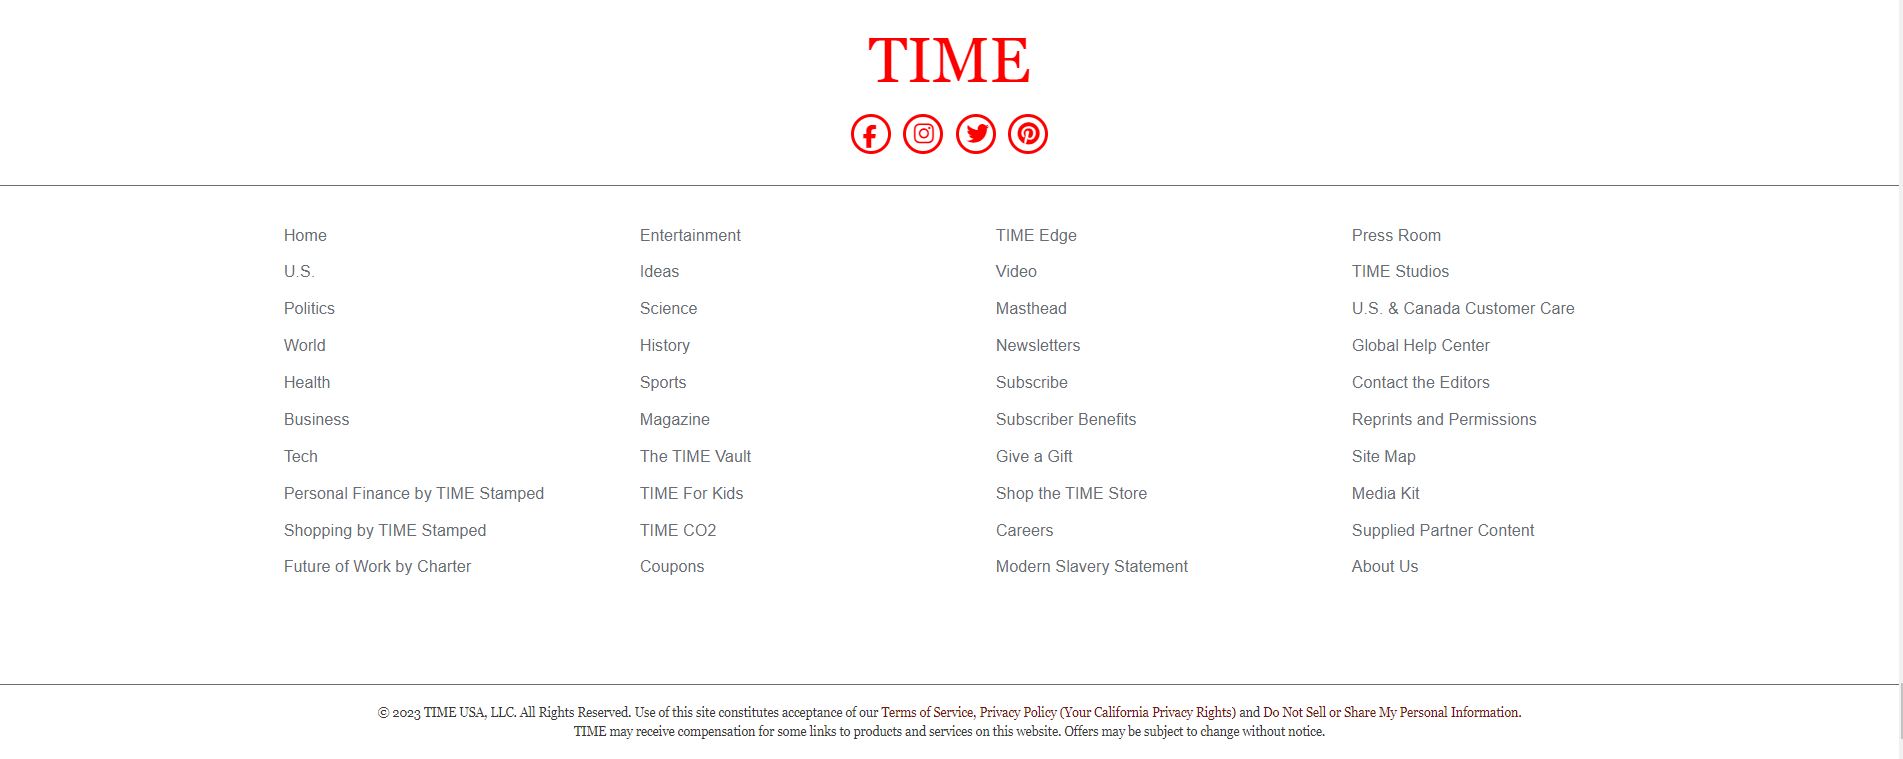 TIME
Home
U.S.
Politics
World
Health
Business
Tech
Personal Finance by TIME Stamped
Shopping by TIME Stamped
Future of Work by Charter
Entertainment
Ideas
Science
History
Sports
Magazine
The TIME Vault
TIME For Kids
TIME CO2
Coupons
TIME Edge
Video
Masthead
Newsletters
Subscribe
Subscriber Benefits
Give a Gift
Shop the TIME Store
Careers
Modern Slavery Statement
Press Room
TIME Studios
U.S. & Canada Customer Care
Global Help Center
Contact the Editors
Reprints and Permissions
Site Map
Media Kit
Supplied Partner Content
About Us
© 2023 TIME USA, LLC. All Rights Reserved. Use of this site constitutes acceptance of our Terms of Service, Privacy Policy (Your California Privacy Rights) and Do Not Sell or Share My Personal Information.
TIME may receive compensation for some links to products and services on this website. Offers may be subject to change without notice.